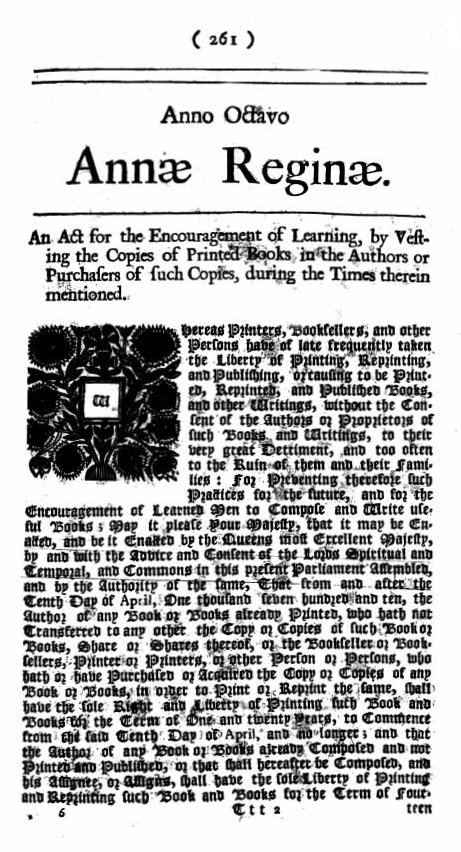 ( 261 )
Anno Octavo
Annæ Reginæ.
An Act for the Encouragement of Learning, by Veſt-
ing the Copies of Printed Books in the Authors or
Purchaſers of ſuch Copies, during the Times therein
mentioned.
Whereas Printers, Bookſellers, and other
Perſons have of late frequently taken
the Liberty of Printing, Reprinting,
and Publiſhing, or cauſing to be Print-
ed, Reprinted, and Publiſhed Books,
and other Writings, without the Con-
ſent of the Authors or Proprietors of
ſuch Books and Writings, to their
very great Detriment, and too often
to the Ruin of them and their Fami-
lies : For Preventing therefore ſuch
Practices for the future, and for the
Encouragement of Learned Men to Compoſe and Write uſe-
ful Books ; May it pleaſe Your Majeſty, that it may be En-
acted, and be it Enacted by the Queens moſt Excellent Majeſty,
by and with the Advice and Conſent of the Lords Spiritual and
Temporal, and Commons in this preſent Parliament Aſſembled,
and by the Authority of the ſame, That from and after the
Tenth Day of April, One thouſand ſeven hundred and ten, the
Author of any Book or Books already Printed, who hath not
Transferred to any other the Copy or Copies of ſuch Book or
Books, Share or Shares thereof, or the Bookſeller or Book-
ſellers, Printer or Printers, or other Perſon or Perſons, who
hath or have Purchaſed or Acquired the Copy or Copies of any
Book or Books, in order to Print or Reprint the ſame, ſhall
have the ſole Right and Liberty of Printing ſuch Book and
Books for the Term of One and twenty Years, to Commence
from the ſaid Tenth Day of April, and no longer ; and that
the Author of any Book or Books already Compoſed and not
Printed and Publiſhed, or that ſhall hereafter be Compoſed, and
his Aſſignee, or Aſſigns, ſhall have the ſole Liberty of Printing
and Reprinting ſuch Book and Books for the Term of Four-
6 Ttt 2 teen